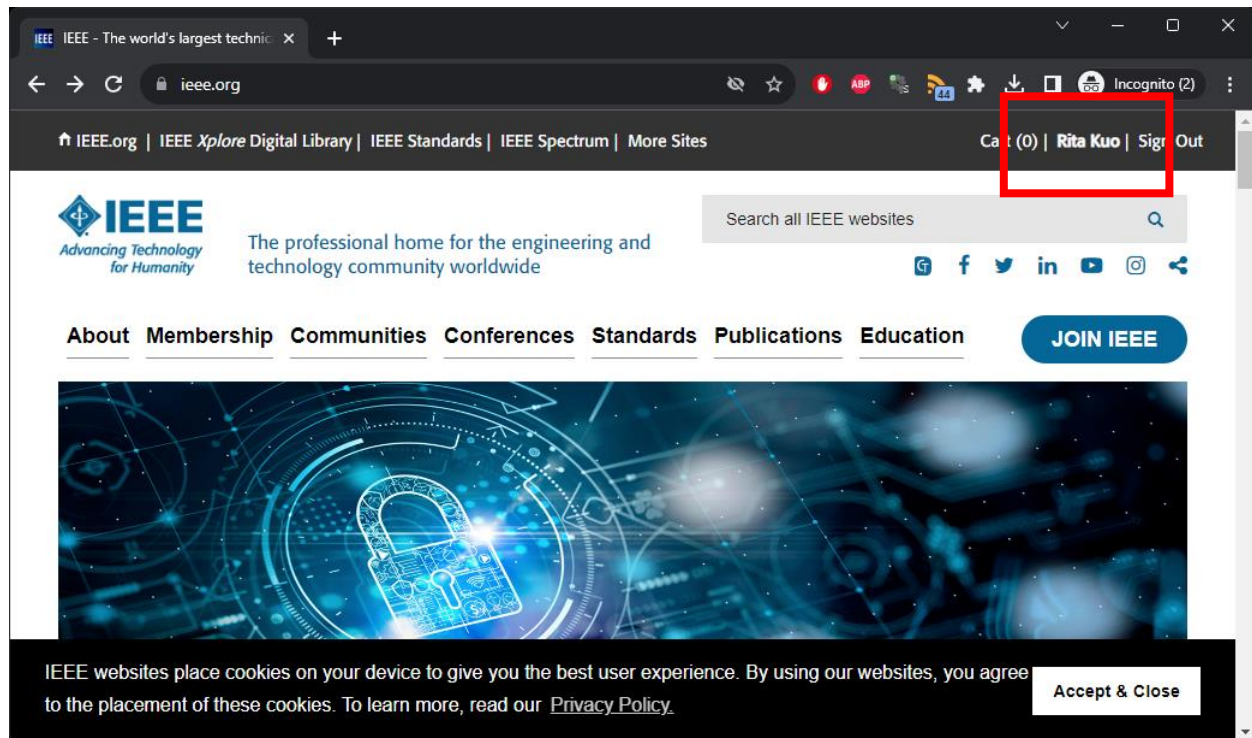 IEEE IEEE - The world's largest technic
ieee.org
ABP
44
Incognito (2)
IEEE.org | IEEE Xplore Digital Library | IEEE Standards | IEEE Spectrum | More Sites
Cart (0) | Rita Kuo | Sign Out
IEEE
Advancing Technology
for Humanity
The professional home for the engineering and
technology community worldwide
Search all IEEE websites
About Membership Communities Conferences Standards Publications Education
JOIN IEEE
IEEE websites place cookies on your device to give you the best user experience. By using our websites, you agree
to the placement of these cookies. To learn more, read our Privacy Policy.
Accept & Close